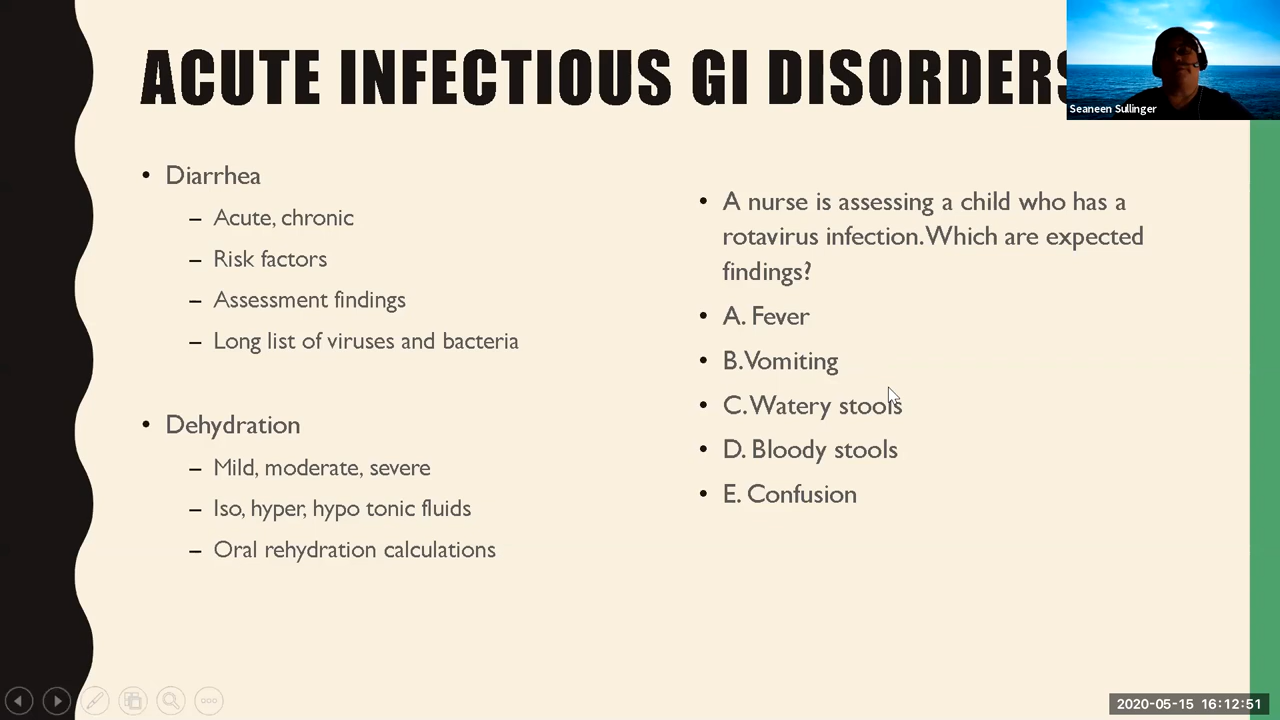 ACUTE INFECTIOUS GI DISORDERS
Seaneen Sullinger
• Diarrhea
– Acute, chronic
– Risk factors
– Assessment findings
– Long list of viruses and bacteria
• Dehydration
– Mild, moderate, severe
– Iso, hyper, hypo tonic fluids
– Oral rehydration calculations
• A nurse is assessing a child who has a
rotavirus infection. Which are expected
findings?
• A. Fever
• B. Vomiting
• C. Watery stools
• D. Bloody stools
• E. Confusion
2020-05-15 16:12:51